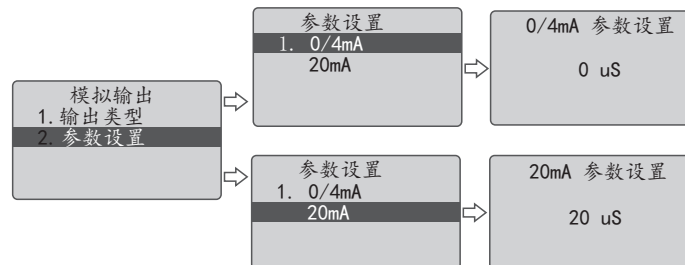 模拟输出
1. 输出类型
2. 参数设置
参数设置
1. 0/4mA
20mA
0/4mA 参数设置
0 uS
参数设置
1. 0/4mA
20mA
20mA 参数设置
20 uS